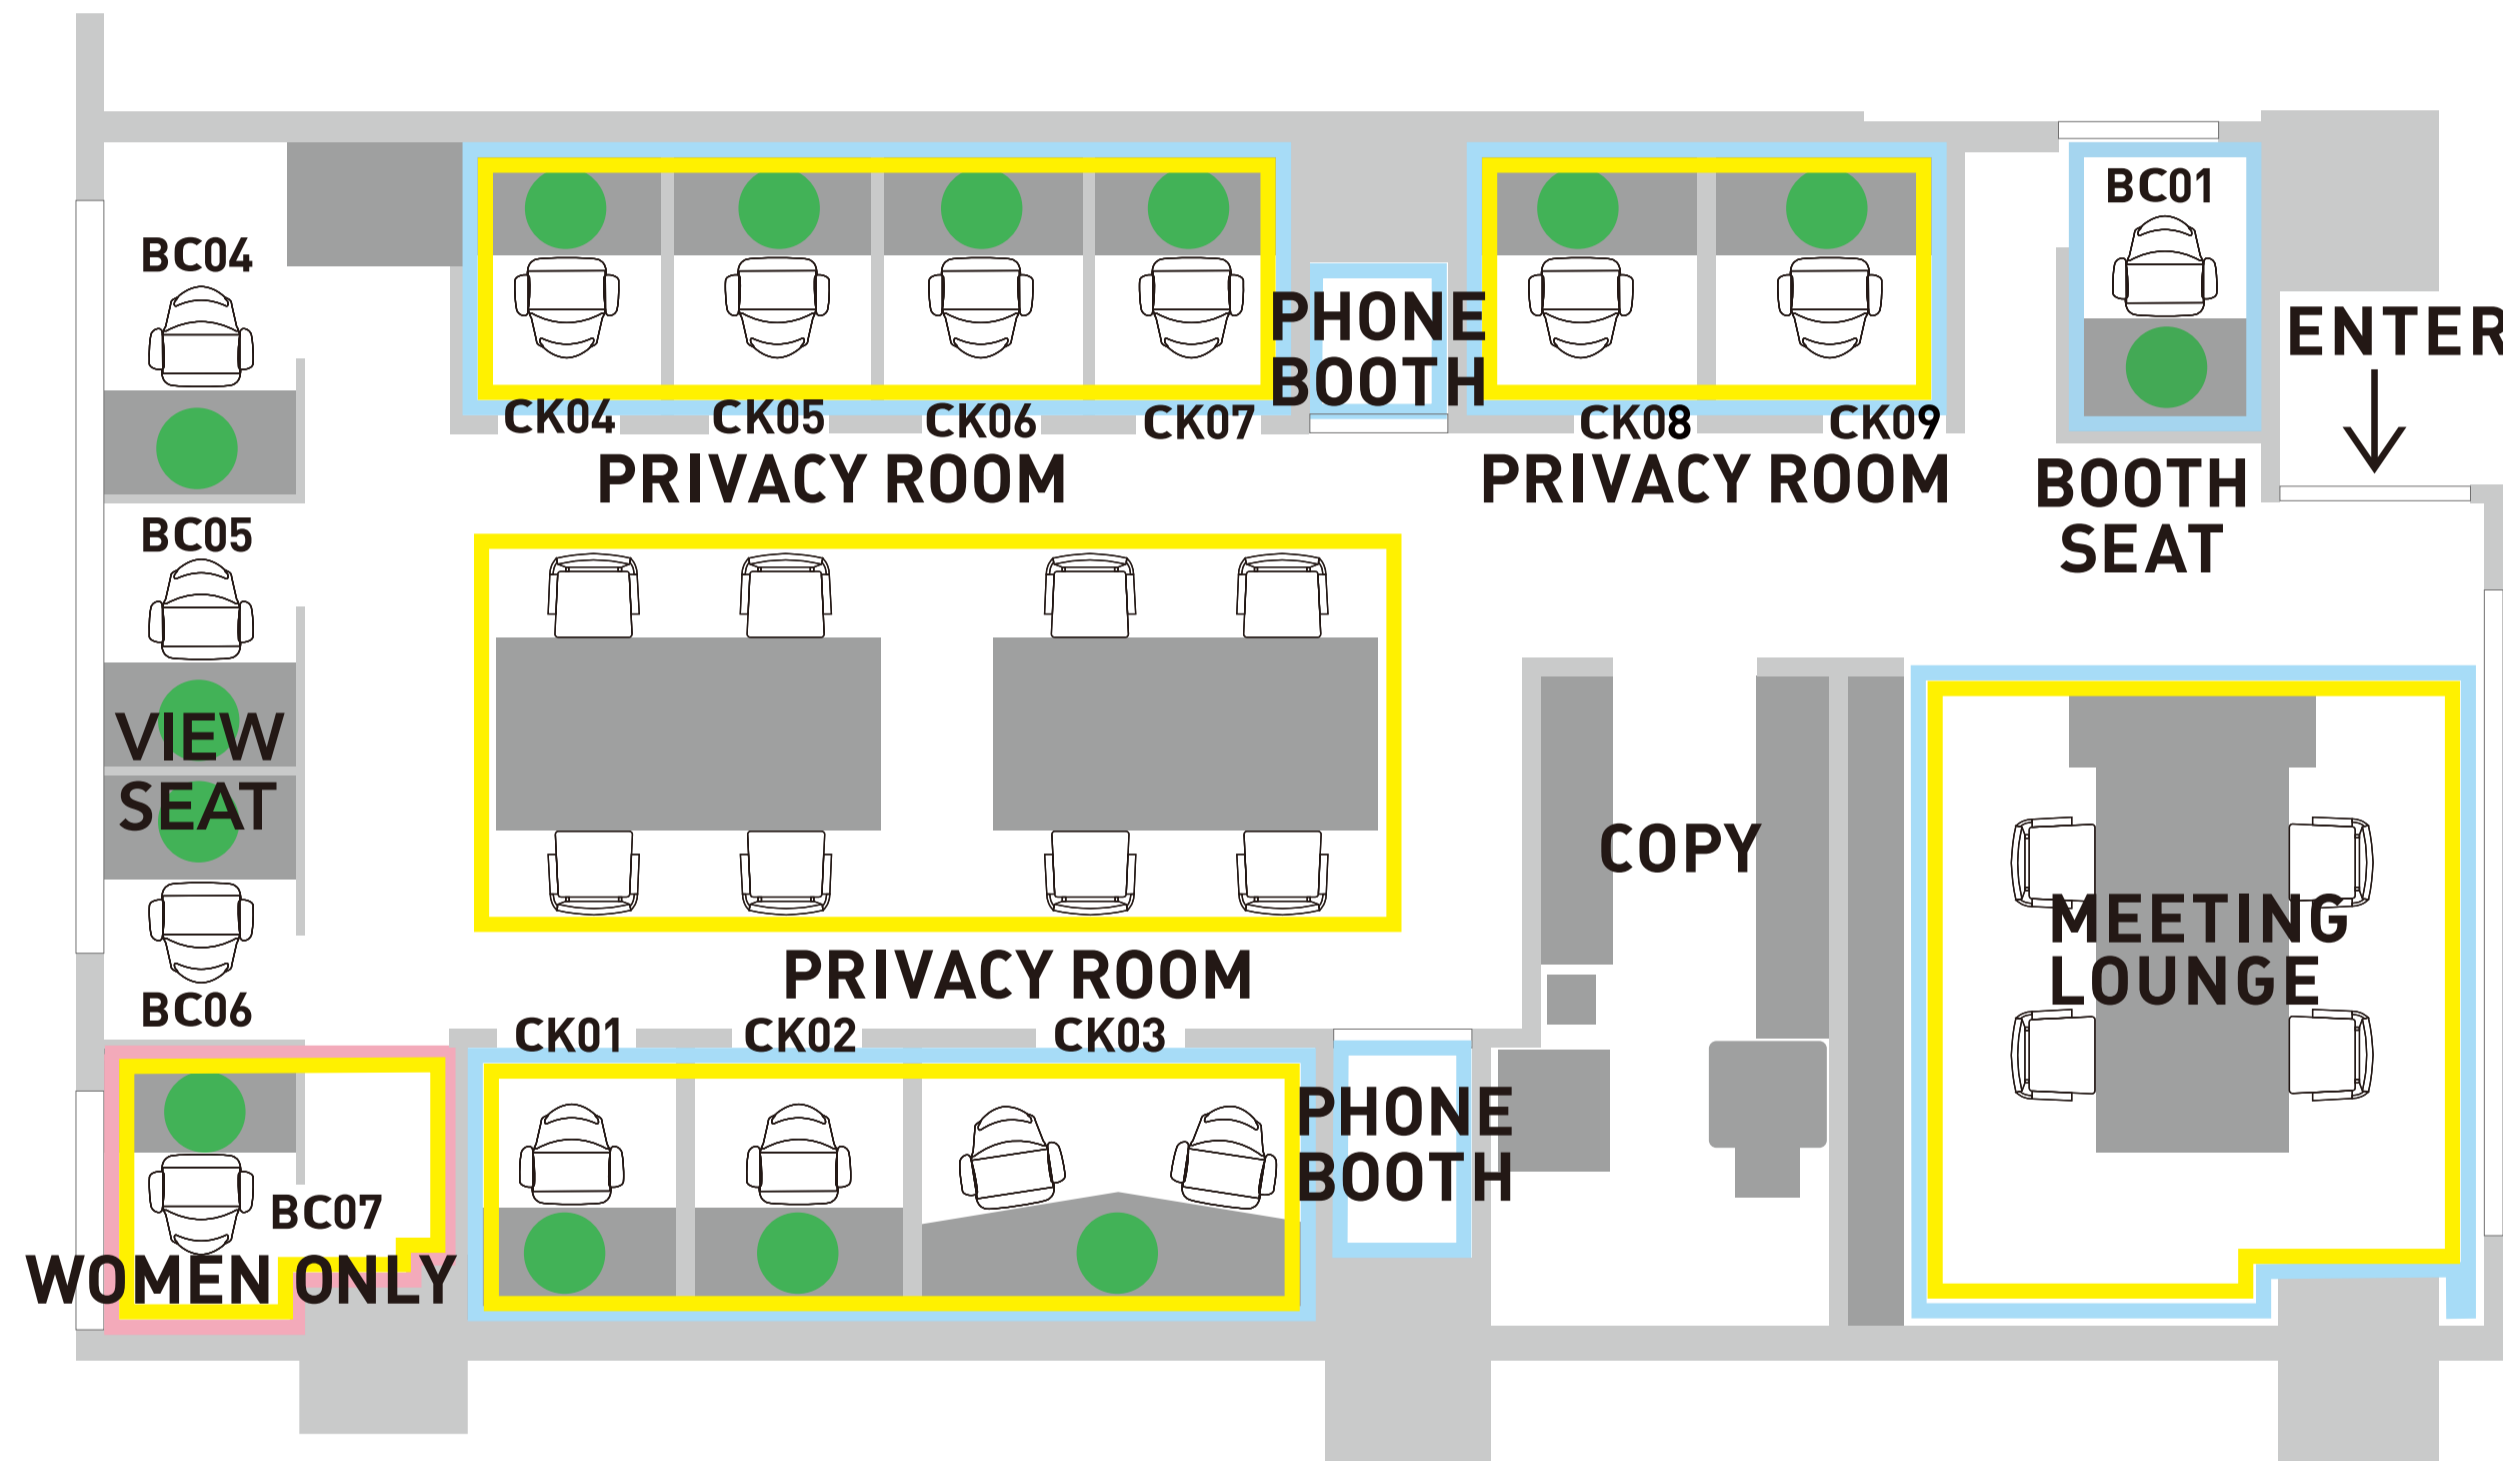 BC01
BC04
PHONE
BOOTH
ENTER
CK04
CK05
CK06
CK07
CK08
CK09
PRIVACY ROOM
PRIVACY ROOM
BOOTH
SEAT
BC05
VIEW
SEAT
COPY
MEETING
LOUNGE
PRIVACY ROOM
BC06
CK01
CK02
CK03
PHONE
BOOTH
BC07
WOMEN ONLY